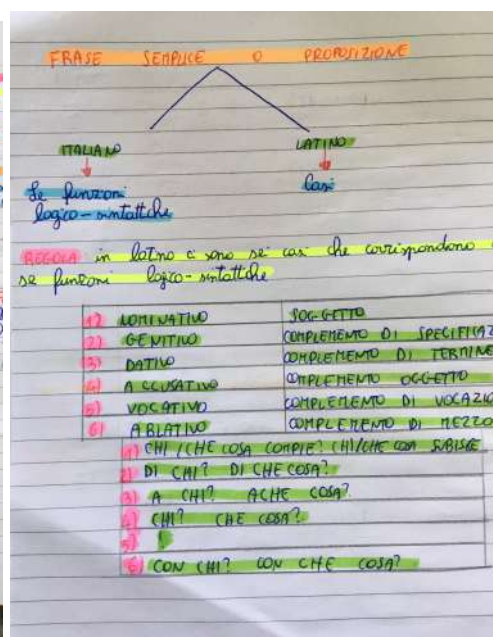 FRASE SEMPLICE O PROPOSIZIONE
ITALIANO LATINO
Le funzioni Casi
logico-sintattiche
REGOLA in latino ci sono sei casi che corrispondono a
se funzioni logico-sintattiche
1) NOMINATIVO SOGGETTO
2) GENITIVO COMPLEMENTO DI SPECIFICAZ
3) DATIVO COMPLEMENTO DI TERMINE
4) ACCUSATIVO COMPLEMENTO OGGETTO
5) VOCATIVO COMPLEMENTO DI VOCAZIO
6) ABLATIVO COMPLEMENTO DI MEZZO
1) CHI / CHE COSA COMPIE? CHI/CHE COSA SUBISCE
2) DI CHI? DI CHE COSA?
3) A CHI? A CHE COSA?
4) CHI? CHE COSA?
5) !
6) CON CHI? CON CHE COSA?